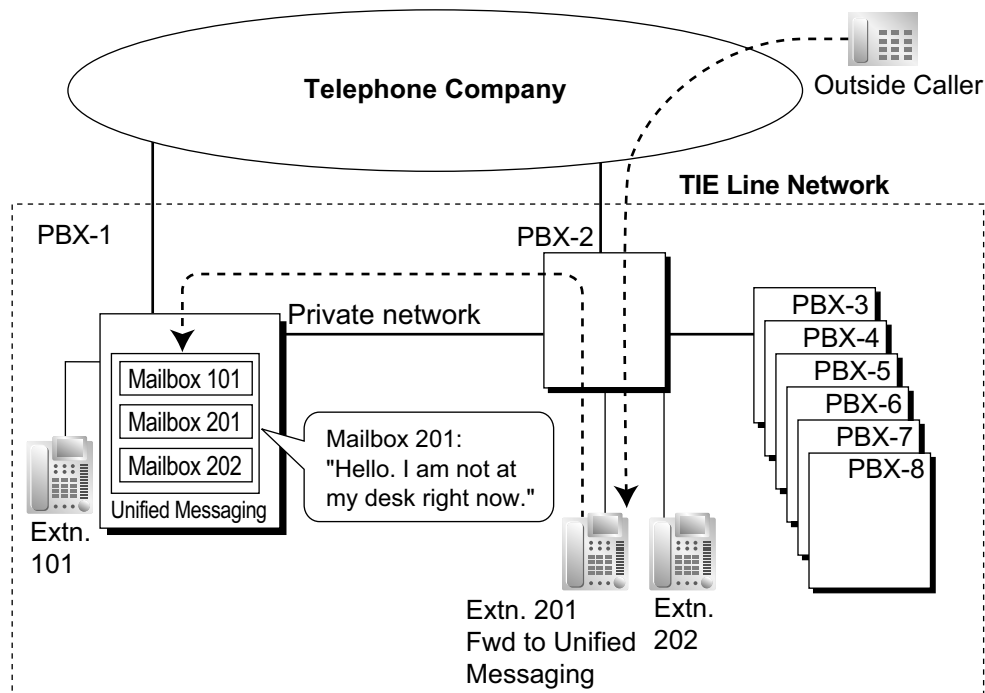 Telephone Company
Outside Caller
TIE Line Network
PBX-1
PBX-2
Private network
PBX-3
PBX-4
PBX-5
PBX-6
PBX-7
PBX-8
Mailbox 101
Mailbox 201
Mailbox 202
Unified Messaging
Mailbox 201:
"Hello. I am not at
my desk right now."
Extn.
101
Extn. 201
Fwd to Unified
Messaging
Extn.
202